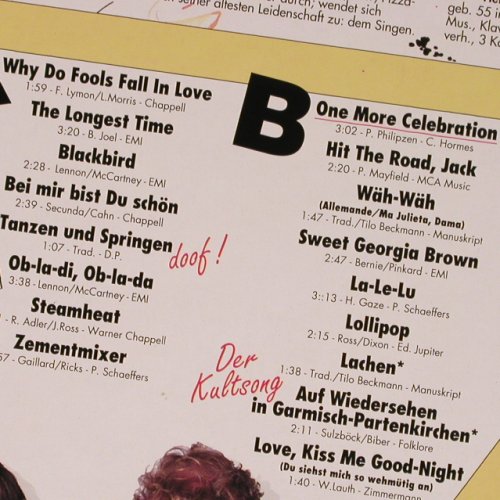 durch; wendet sich
seiner ältesten Leidenschaft zu: dem Singen.
geb. 55 in
Mus., Klav
verh., 3 K
Why Do Fools Fall In Love
1:59 - F. Lymon/L.Morris - Chappell
The Longest Time
3:20 - B. Joel - EMI
Blackbird
2:28 - Lennon/McCartney - EMI
Bei mir bist Du schön
2:39 - Secunda/Cahn - Chappell
Tanzen und Springen
doof!
1:07 - Trad. - D.P.
Ob-la-di, Ob-la-da
3:38 - Lennon/McCartney - EMI
Steamheat
- R. Adler/J.Ross - Warner Chappell
Zementmixer
57 - Gaillard/Ricks - P. Schaeffers
B
One More Celebration
3:02 - P. Philipzen - C. Hormes
Hit The Road, Jack
2:20 - P. Mayfield - MCA Music
Wäh-Wäh
(Allemande/Ma Julieta, Dama)
1:47 - Trad./Tilo Beckmann - Manuskript
Sweet Georgia Brown
2:47 - Bernie/Pinkard - EMI
La-Le-Lu
3::13 - H. Gaze - P. Schaeffers
Lollipop
2:15 - Ross/Dixon - Ed. Jupiter
Lachen*
1:38 - Trad./Tilo Beckmann - Manuskript
Der
Kultsong
Auf Wiedersehen
in Garmisch-Partenkirchen*
2:11 - Sulzböck/Biber - Folklore
Love, Kiss Me Good-Night
(Du siehst mich so wehmütig an)
1:40 - W.Lauth - Zimmermann